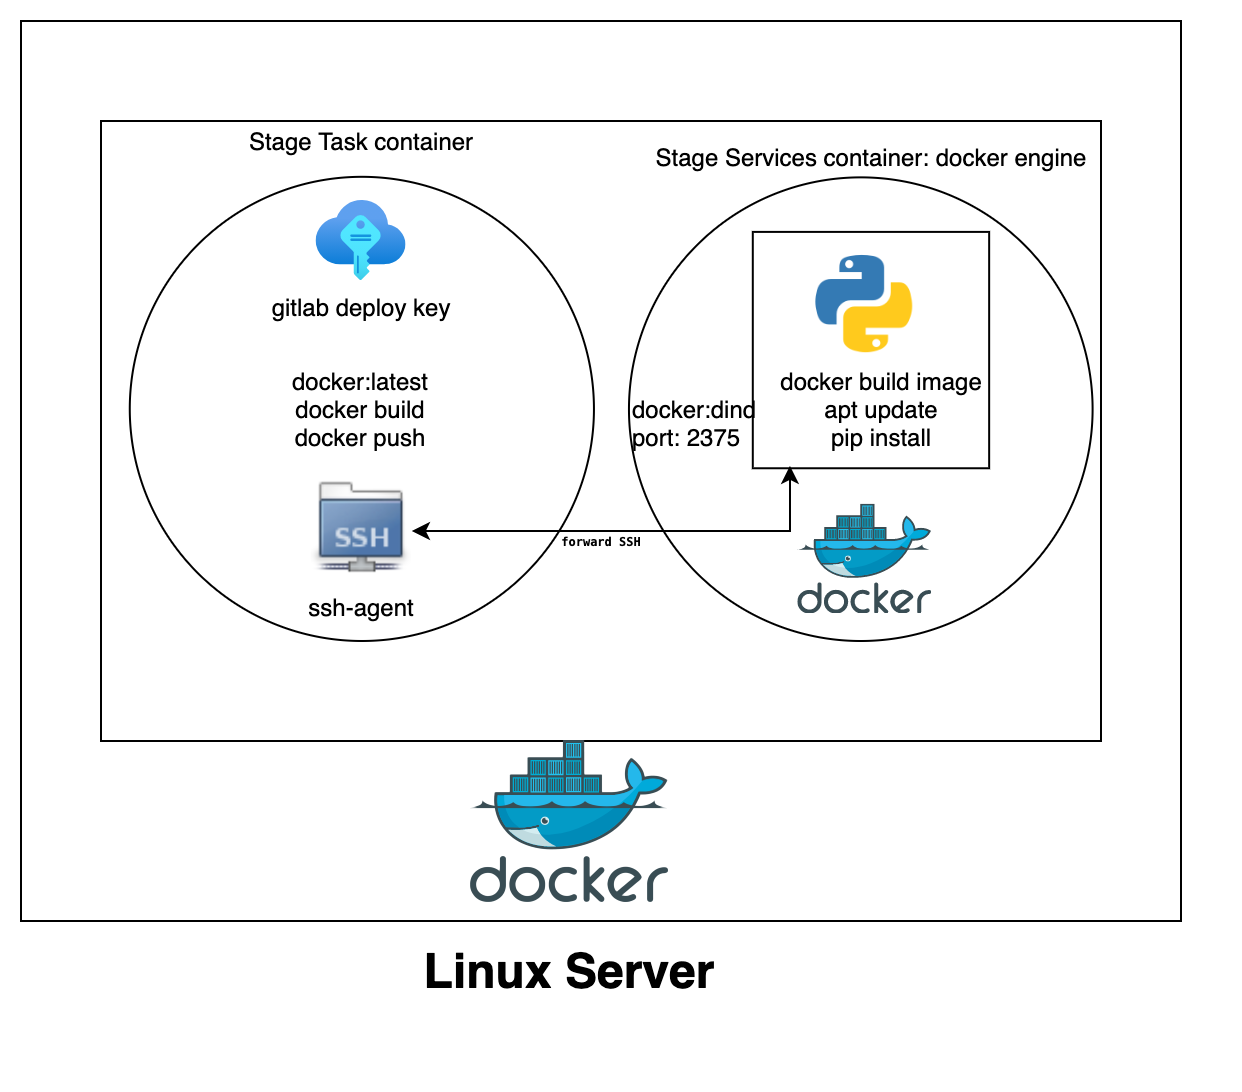 Stage Task container
Stage Services container: docker engine
gitlab deploy key
docker:latest
docker build
docker push
SSH
ssh-agent
forward SSH
docker:dind
port: 2375
docker build image
apt update
pip install
docker
docker
Linux Server